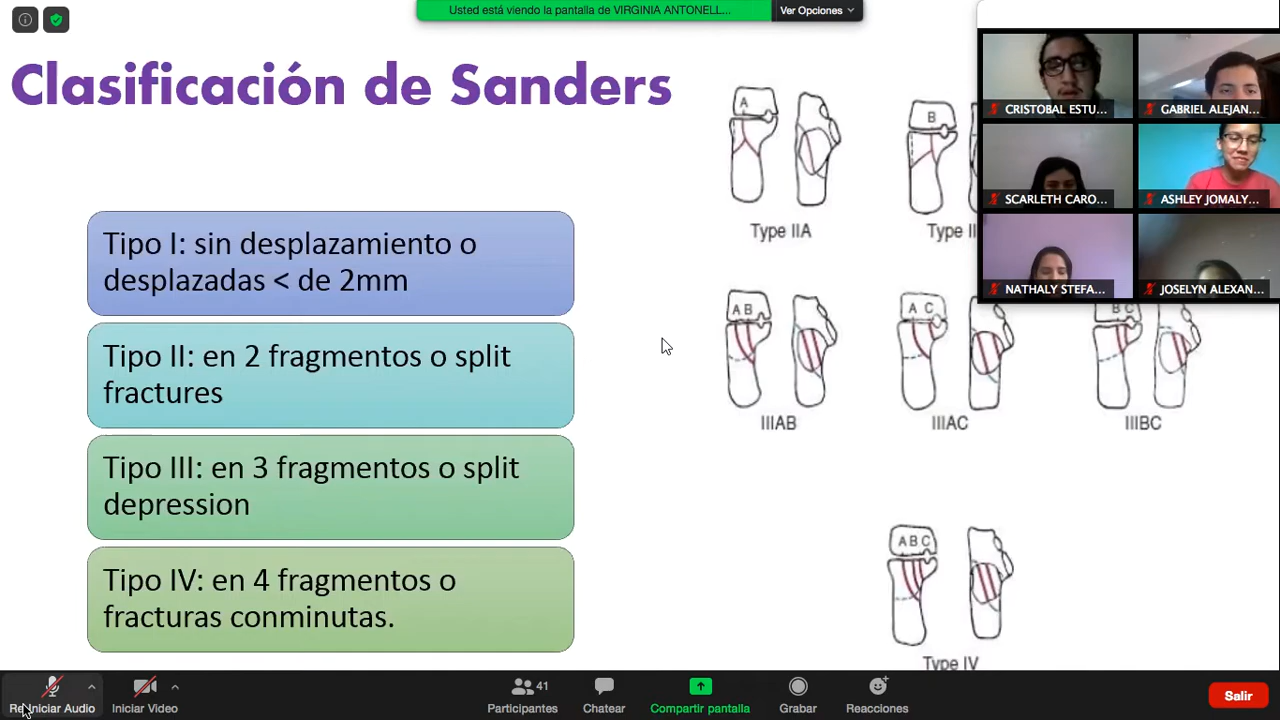 Usted está viendo la pantalla de VIRGINIA ANTONELL...
Ver Opciones
Clasificación de Sanders
Tipo I: sin desplazamiento o
desplazadas < de 2mm
Tipo II: en 2 fragmentos o split
fractures
Tipo III: en 3 fragmentos o split
depression
Tipo IV: en 4 fragmentos o
fracturas conminutas.
A
B
Type IIA
Type II
A B
A C
B C
IIIAB
IIIAC
IIIBC
A B C
Type IV
CRISTOBAL ESTU...
GABRIEL ALEJAN...
SCARLETH CARO...
ASHLEY JOMALY...
NATHALY STEFA...
JOSELYN ALEXAN...
Iniciar Audio
Iniciar Video
41
Participantes
Chatear
Compartir pantalla
Grabar
Reacciones
Salir